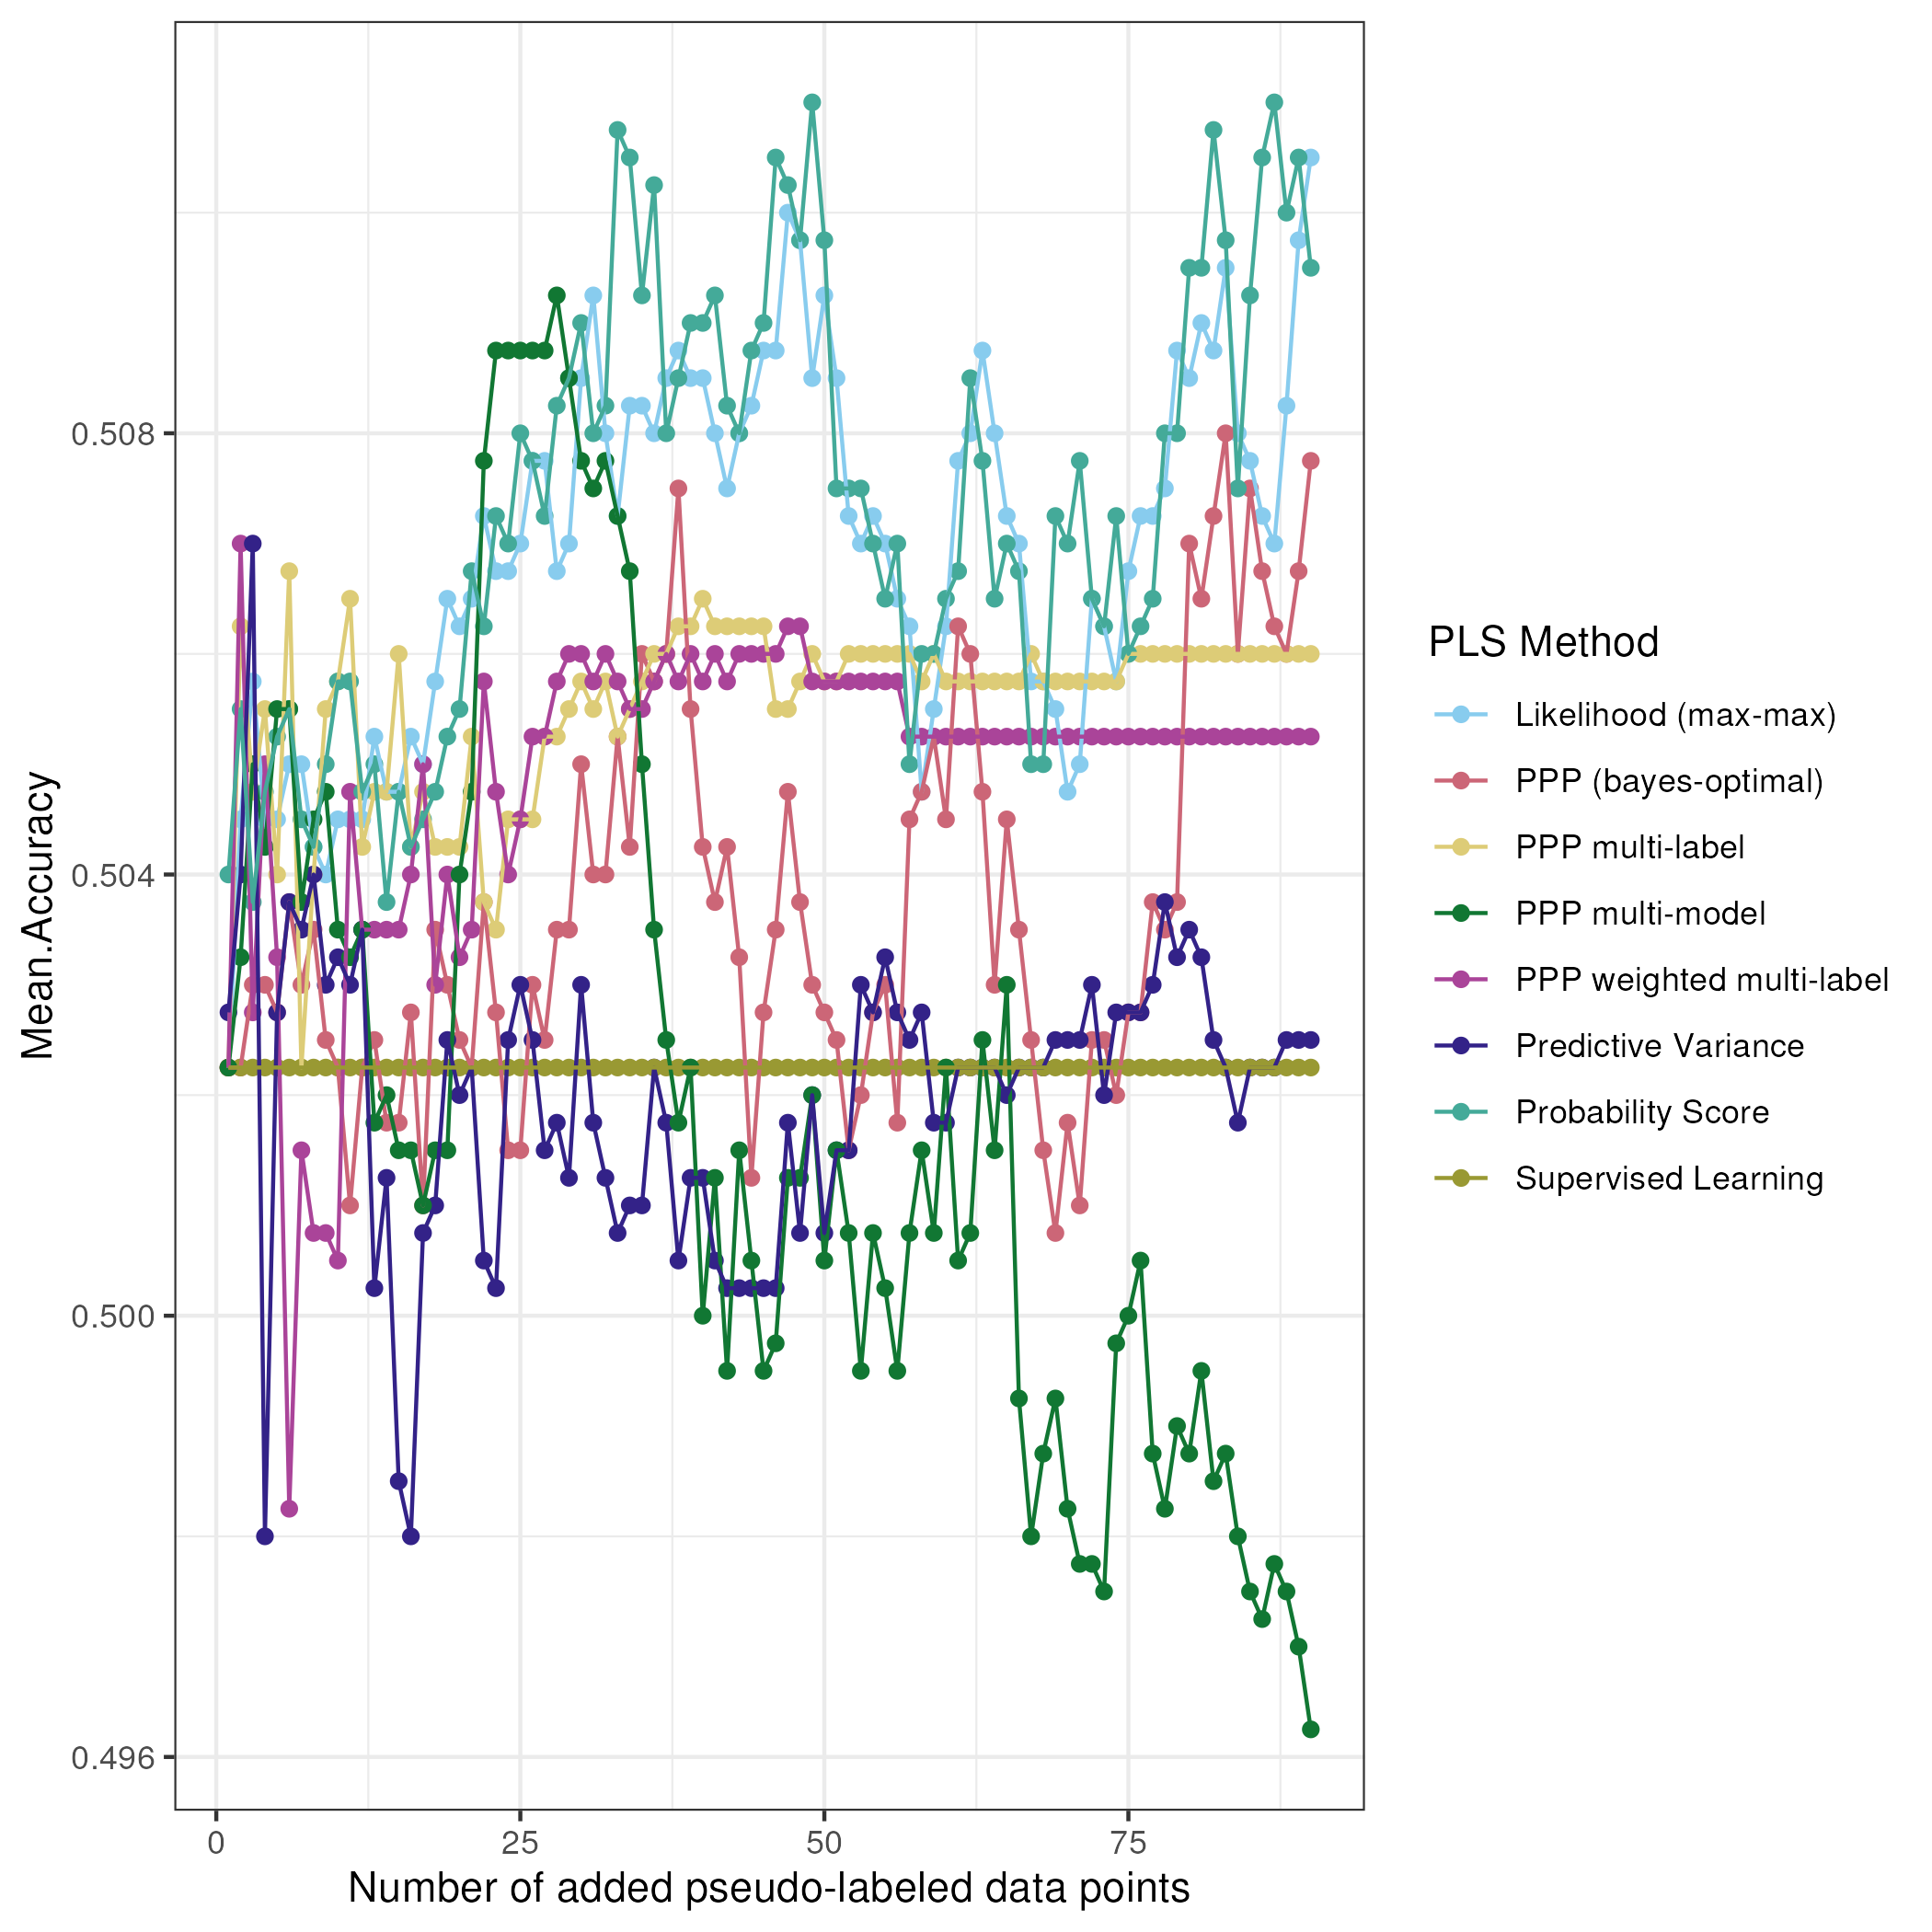 Mean.Accuracy
0.508
0.504
0.500
0.496
0
25
50
75
Number of added pseudo-labeled data points
PLS Method
Likelihood (max-max)
PPP (bayes-optimal)
PPP multi-label
PPP multi-model
PPP weighted multi-label
Predictive Variance
Probability Score
Supervised Learning